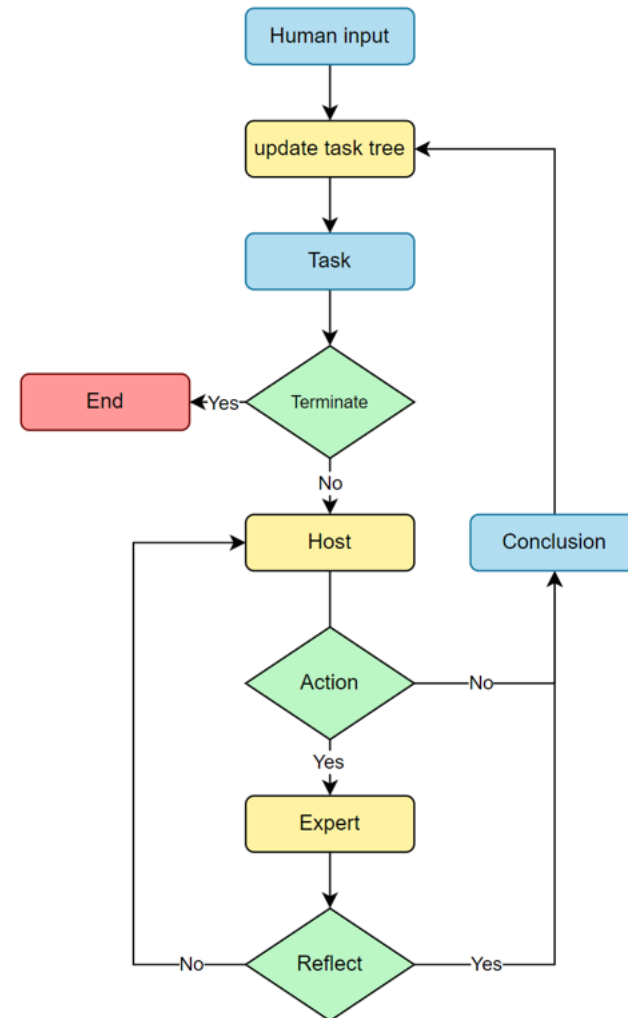 Human input
update task tree
Task
Terminate
Yes
End
No
Host
Conclusion
Action
No
Yes
Expert
Reflect
No
Yes